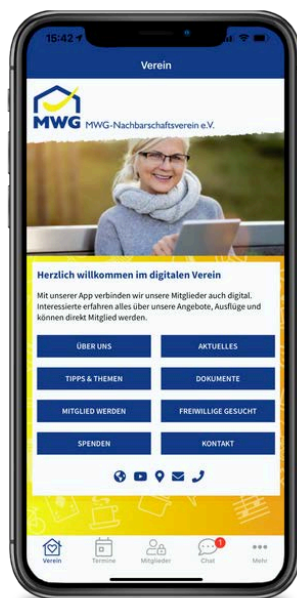 15:42
Verein
MWG MWG-Nachbarschaftsverein e.V.
Herzlich willkommen im digitalen Verein
Mit unserer App verbinden wir unsere Mitglieder auch digital.
Interessierte erfahren alles über unsere Angebote, Ausflüge und
können direkt Mitglied werden.
ÜBER UNS AKTUELLES
TIPPS & THEMEN DOKUMENTE
MITGLIED WERDEN FREIWILLIGE GESUCHT
SPENDEN KONTAKT
1
Verein Termine Mitglieder Chat Mehr